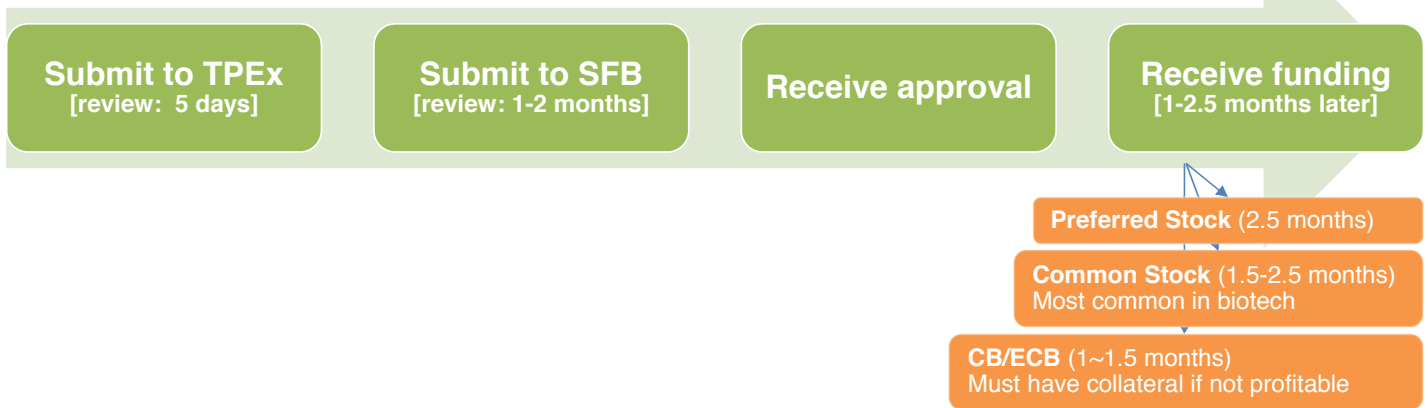 Submit to TPEx
[review: 5 days]
Submit to SFB
[review: 1-2 months]
Receive approval
Receive funding
[1-2.5 months later]
Preferred Stock (2.5 months)
Common Stock (1.5-2.5 months)
Most common in biotech
CB/ECB (1~1.5 months)
Must have collateral if not profitable